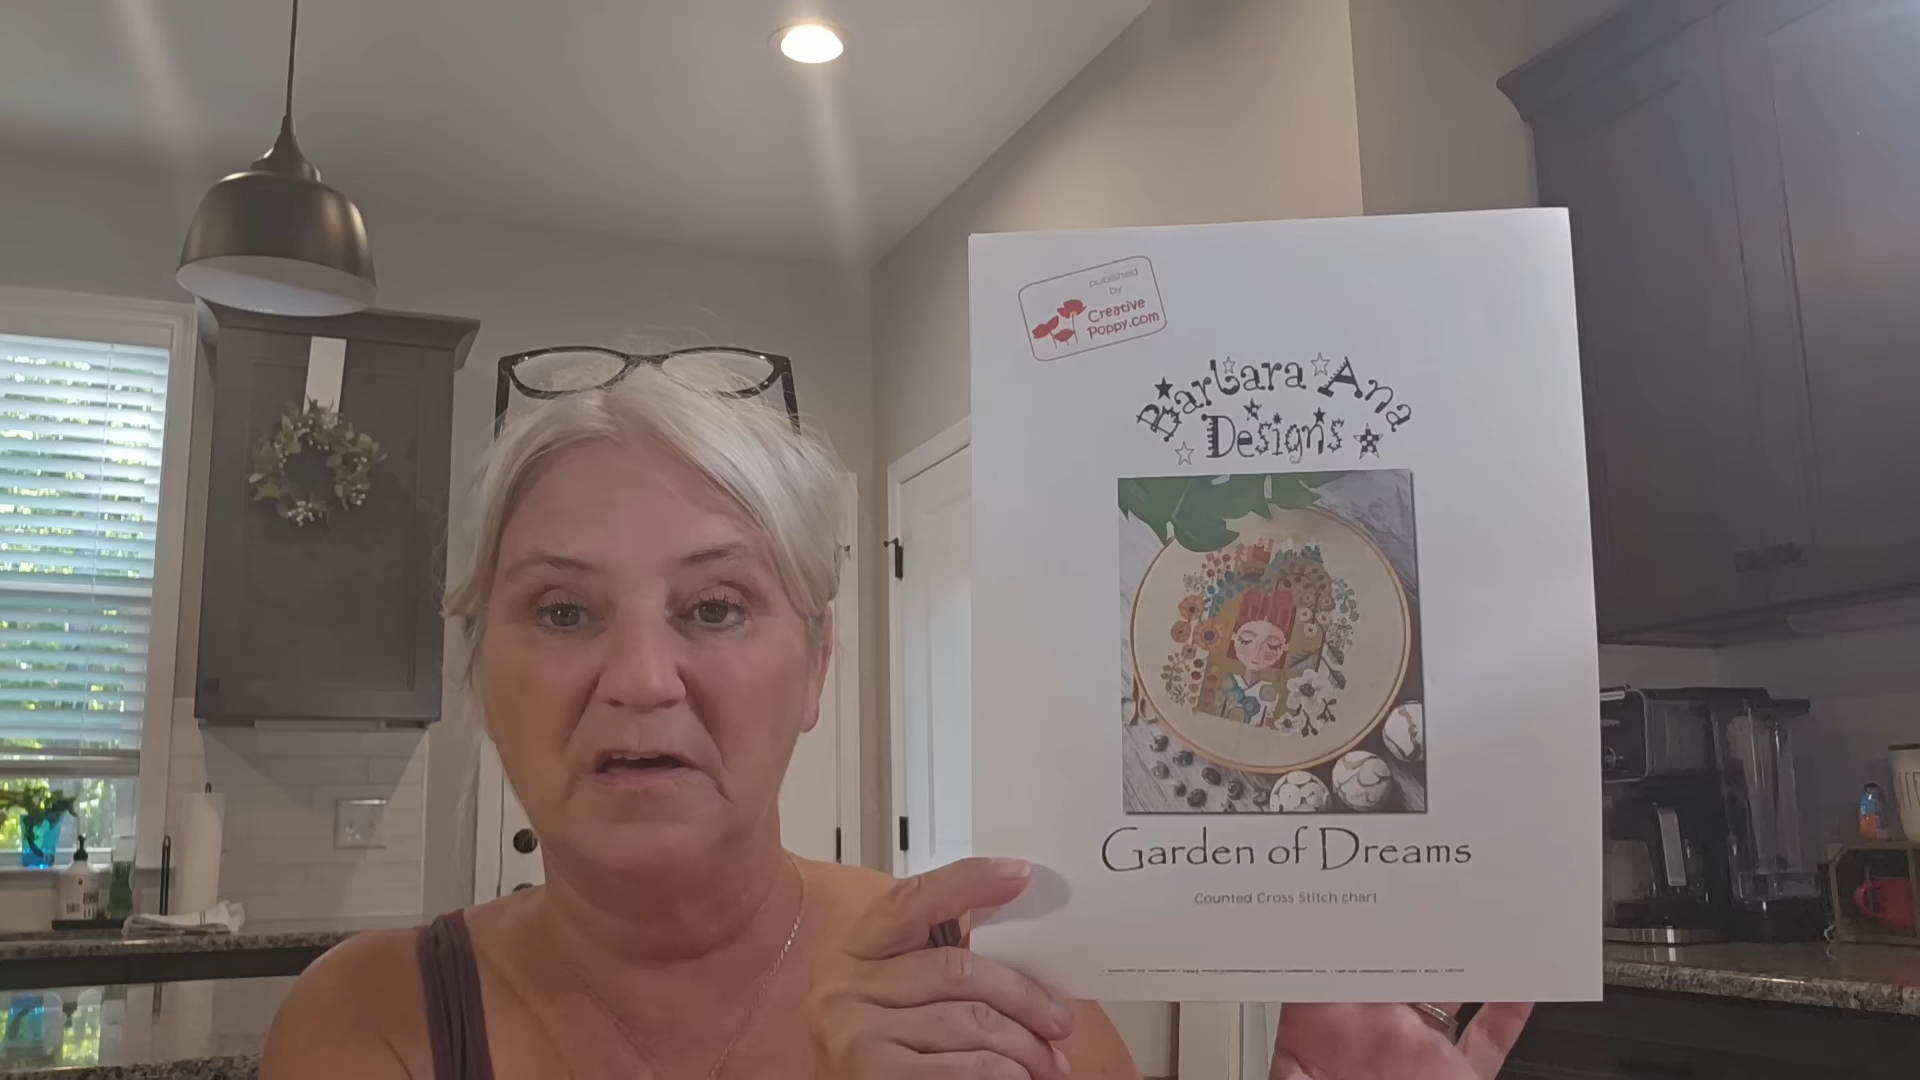 published
by
Creative
Poppy.com
Barbara Ana
Designs
Garden of Dreams
Counted Cross Stitch chart